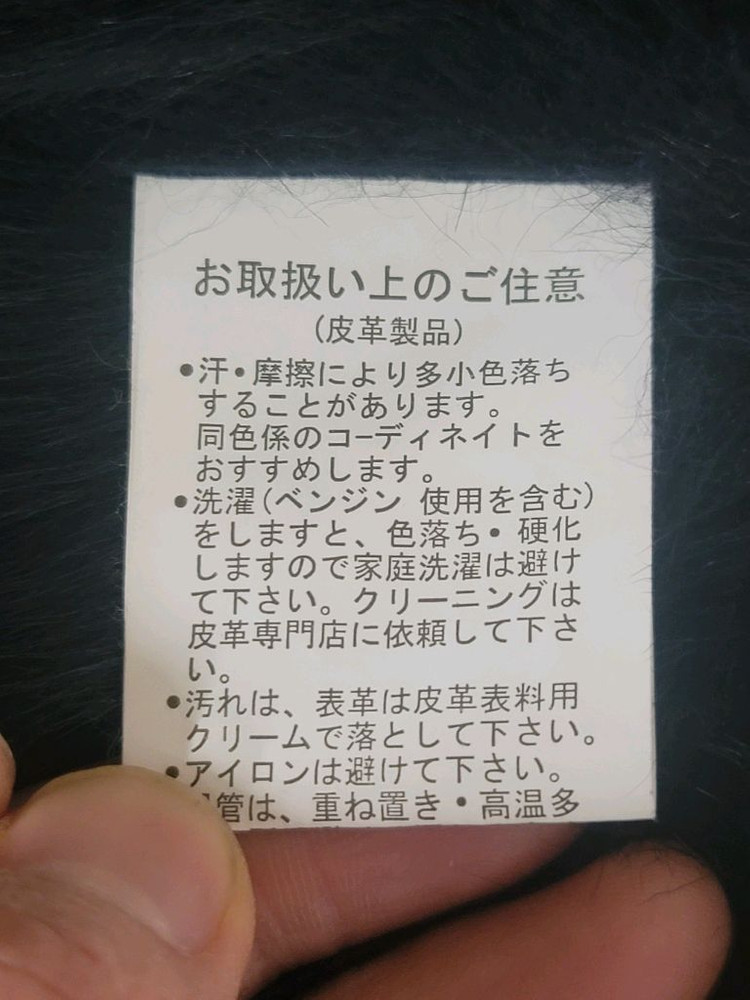 お取扱い上のご住意
(皮革製品)
•汗•摩擦により多小色落ち
することがあります。
同色係のコーディネイトを
おすすめします。
•洗濯(ベンジン 使用を含む)
をしますと、色落ち• 硬化
しますので家庭洗濯は避け
て下さい。クリーニングは
皮革専門店に依頼して下さ
い。
•汚れは、表革は皮革表料用
クリームで落として下さい。
•アイロンは避けて下さい。
管は、重ね置き•高温多